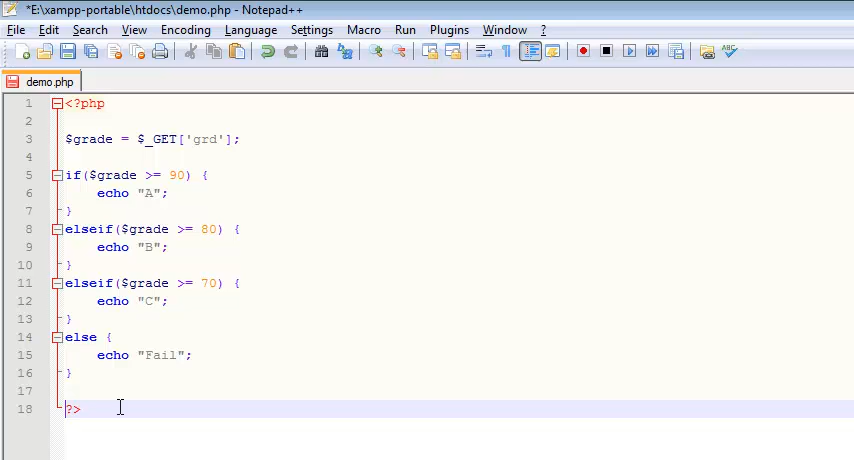 *E:\xampp-portable\htdocs\demo.php - Notepad++
File Edit Search View Encoding Language Settings Macro Run Plugins Window ?
ABC
demo.php
1 <?php
2
3 $grade = $_GET['grd'];
4
5 if($grade >= 90) {
6 echo "A";
7 }
8 elseif($grade >= 80) {
9 echo "B";
10 }
11 elseif($grade >= 70) {
12 echo "C";
13 }
14 else {
15 echo "Fail";
16 }
17
18 ?>